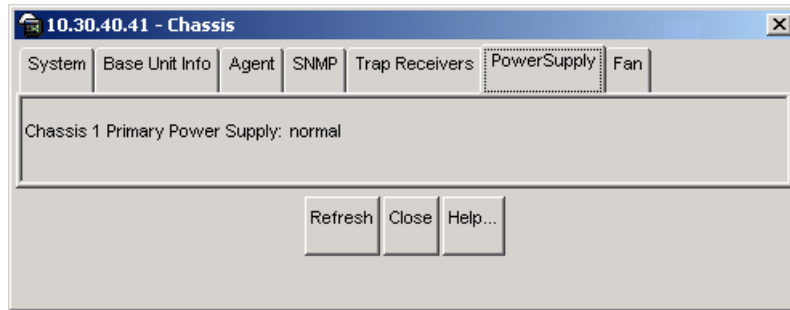 10.30.40.41 - Chassis
System Base Unit Info Agent SNMP Trap Receivers PowerSupply Fan
Chassis 1 Primary Power Supply: normal
Refresh Close Help...